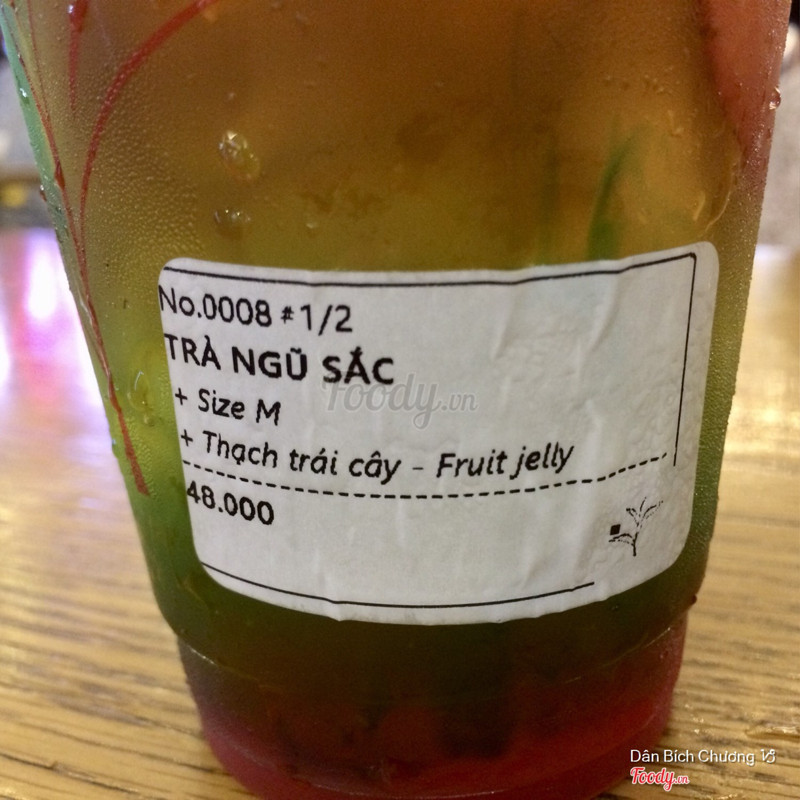 No.0008 #1/2
TRÀ NGŨ SẮC
+ Size M
+ Thạch trái cây - Fruit jelly
48.000
Foody.vn
Dân Bích Chương
Foody.vn